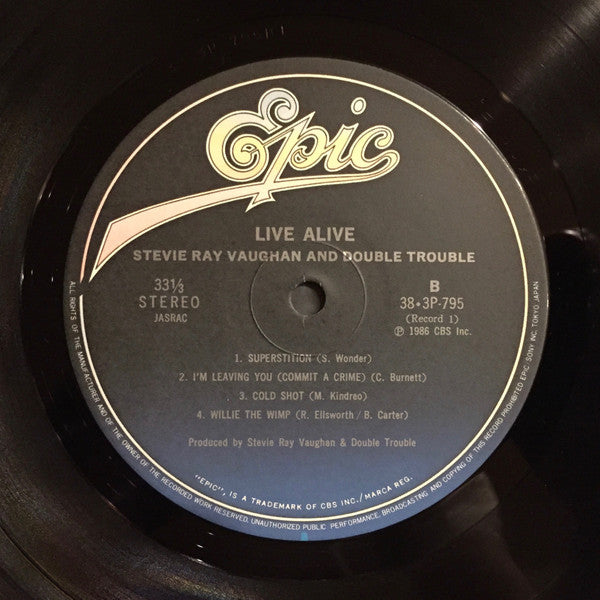 Epic
LIVE ALIVE
STEVIE RAY VAUGHAN AND DOUBLE TROUBLE
33⅓
STEREO
JASRAC
B
38・3P-795
(Record 1)
℗ 1986 CBS Inc.
1. SUPERSTITION (S. Wonder)
2. I'M LEAVING YOU (COMMIT A CRIME) (C. Burnett)
3. COLD SHOT (M. Kindreo)
4. WILLIE THE WIMP (R. Ellsworth/B. Carter)
Produced by Stevie Ray Vaughan & Double Trouble
"EPIC", IS A TRADEMARK OF CBS INC./MARCA REG.
ALL RIGHTS OF THE MANUFACTURER AND OF THE OWNER OF THE RECORDED WORK RESERVED, UNAUTHORIZED PUBLIC PERFORMANCE, BROADCASTING AND COPYING OF THIS RECORD PROHIBITED EPIC/SONY INC. TOKYO JAPAN